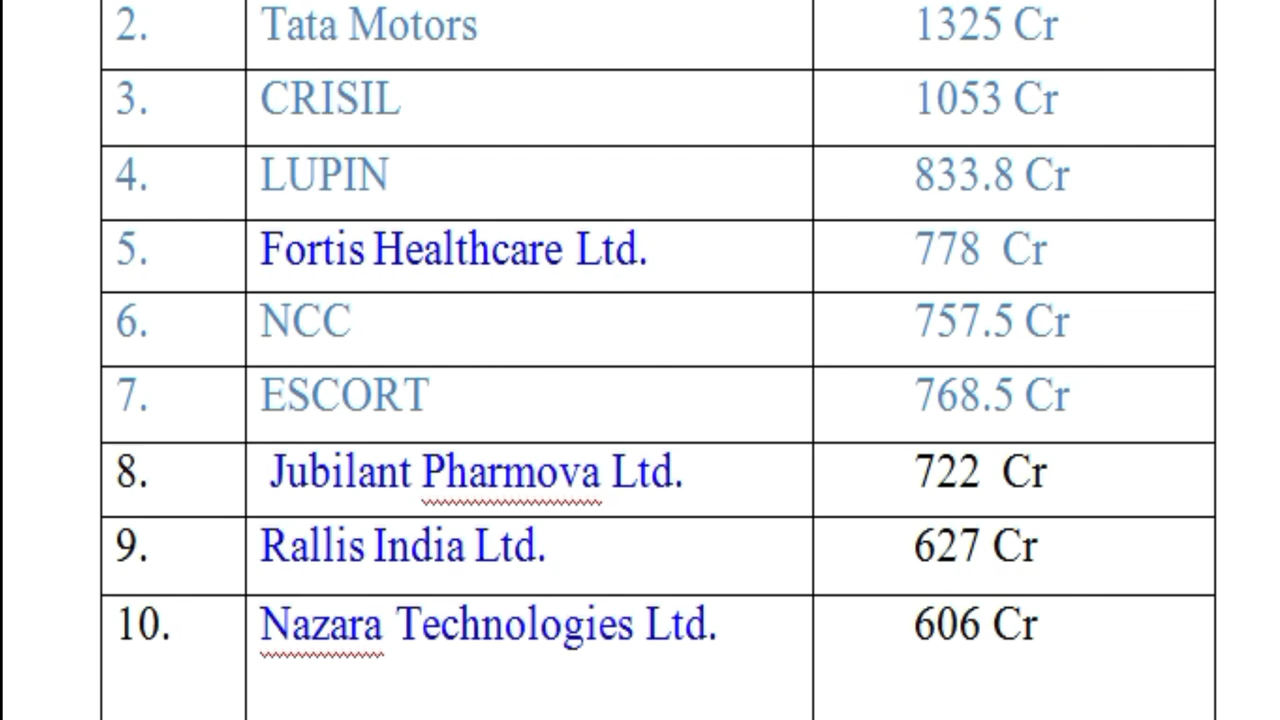 2. Tata Motors 1325 Cr
3. CRISIL 1053 Cr
4. LUPIN 833.8 Cr
5. Fortis Healthcare Ltd. 778 Cr
6. NCC 757.5 Cr
7. ESCORT 768.5 Cr
8. Jubilant Pharmova Ltd. 722 Cr
9. Rallis India Ltd. 627 Cr
10. Nazara Technologies Ltd. 606 Cr